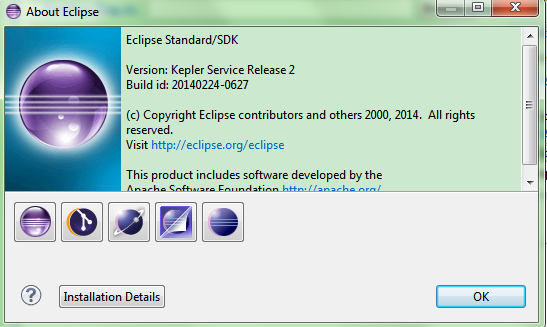 About Eclipse
Eclipse Standard/SDK
Version: Kepler Service Release 2
Build id: 20140224-0627
(c) Copyright Eclipse contributors and others 2000, 2014.  All rights
reserved.
Visit http://eclipse.org/eclipse
This product includes software developed by the
Apache Software Foundation http://apache.org/
?
Installation Details
OK